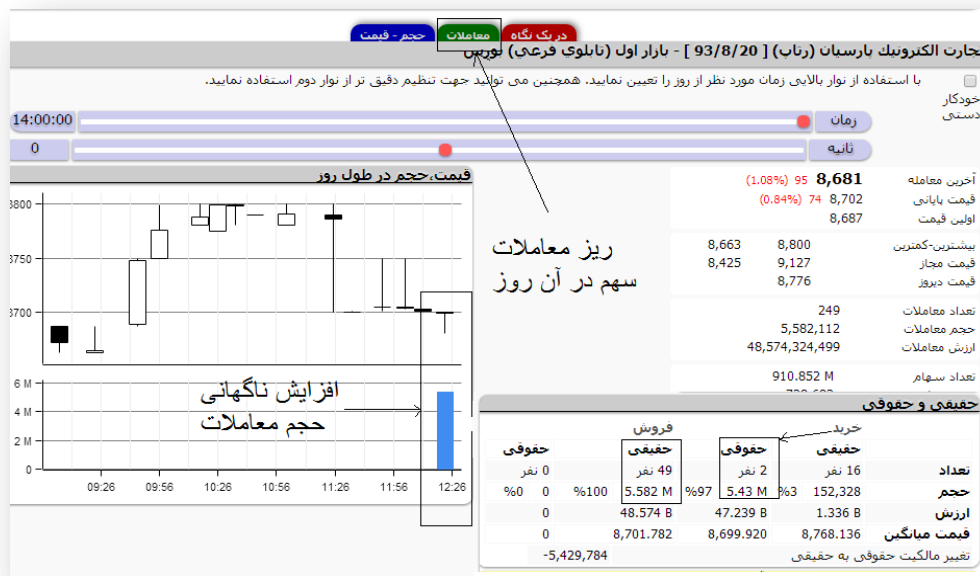 در یک نگاه
معاملات
حجم - قیمت
تجارت الکترونیك پارسیان (رتاپ) [ 93/8/20 ] - بازار اول (تابلوی فرعی) بورس
با استفاده از نوار بالایی زمان مورد نظر از روز را تعیین نمایید. همچنین می توانید جهت تنظیم دقیق تر از نوار دوم استفاده نمایید.
خودکار
دستی
زمان 14:00:00
ثانیه 0
آخرین معامله 8,681 95 (1.08%)
قیمت پایانی 8,702 74 (0.84%)
اولین قیمت 8,687
بیشترین-کمترین 8,800 8,663
قیمت مجاز 9,127 8,425
قیمت دیروز 8,776
تعداد معاملات 249
حجم معاملات 5,582,112
ارزش معاملات 48,574,324,499
تعداد سهام 910.852 M
ریز معاملات
سهم در آن روز
قیمت،حجم در طول روز
3800
3750
3700
6 M
4 M
2 M
0
09:26 09:56 10:26 10:56 11:26 11:56 12:26
افزایش ناگهانی
حجم معاملات
حقیقی و حقوقی
خرید فروش
حقیقی حقوقی حقیقی حقوقی
تعداد 16 نفر 2 نفر 49 نفر 0 نفر
حجم 152,328 %3 5.43 M %97 5.582 M %100 0 %0
ارزش 1.336 B 47.239 B 48.574 B 0
قیمت میانگین 8,768.136 8,699.920 8,701.782 0
تغییر مالکیت حقوقی به حقیقی -5,429,784